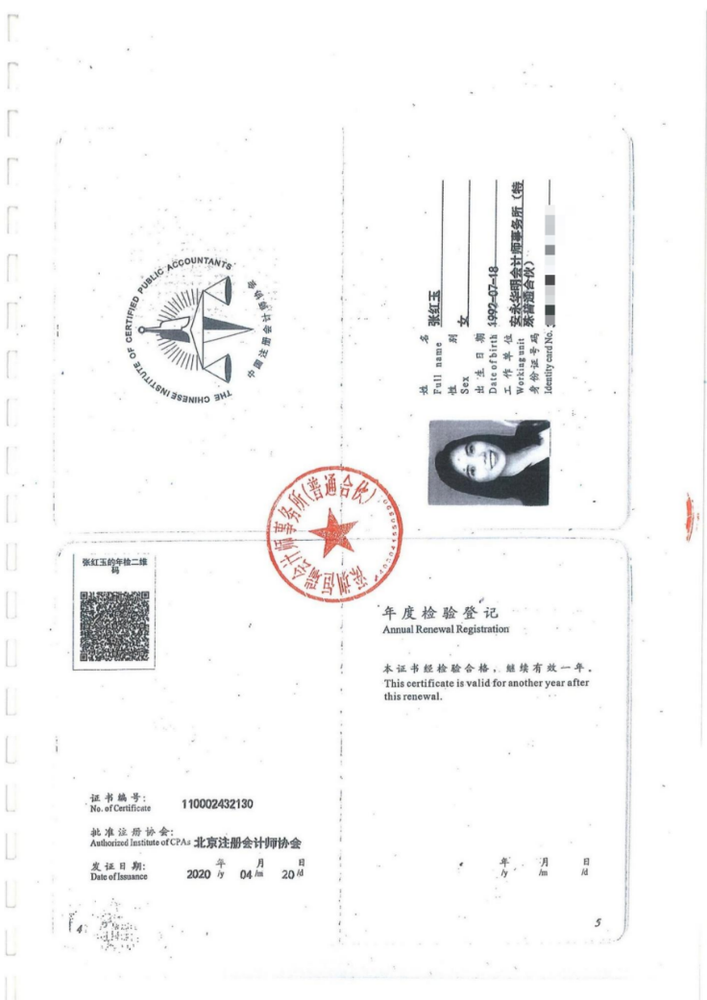 THE CHINESE INSTITUTE OF CERTIFIED PUBLIC ACCOUNTANTS
中国注册会计师协会
姓 名 张红玉
Full name
性 别 女
Sex
出 生 日 期 1992-07-18
Date of birth
工 作 单 位 安永华明会计师事务所(特
Working unit 殊普通合伙)
身 份 证 号 码
Identity card No.
会计师事务所(普通合伙)
张红玉的年检二维
码
年度检验登记
Annual Renewal Registration
本证书经检验合格，继续有效一年。
This certificate is valid for another year after
this renewal.
证 书 编 号：
No. of Certificate 110002432130
批 准 注 册 协 会：
Authorized Institute of CPAs 北京注册会计师协会
发 证 日 期： 年 月 日
Date of Issuance 2020 /y 04 /m 20 /d
年 月 日
/y /m /d
4
5